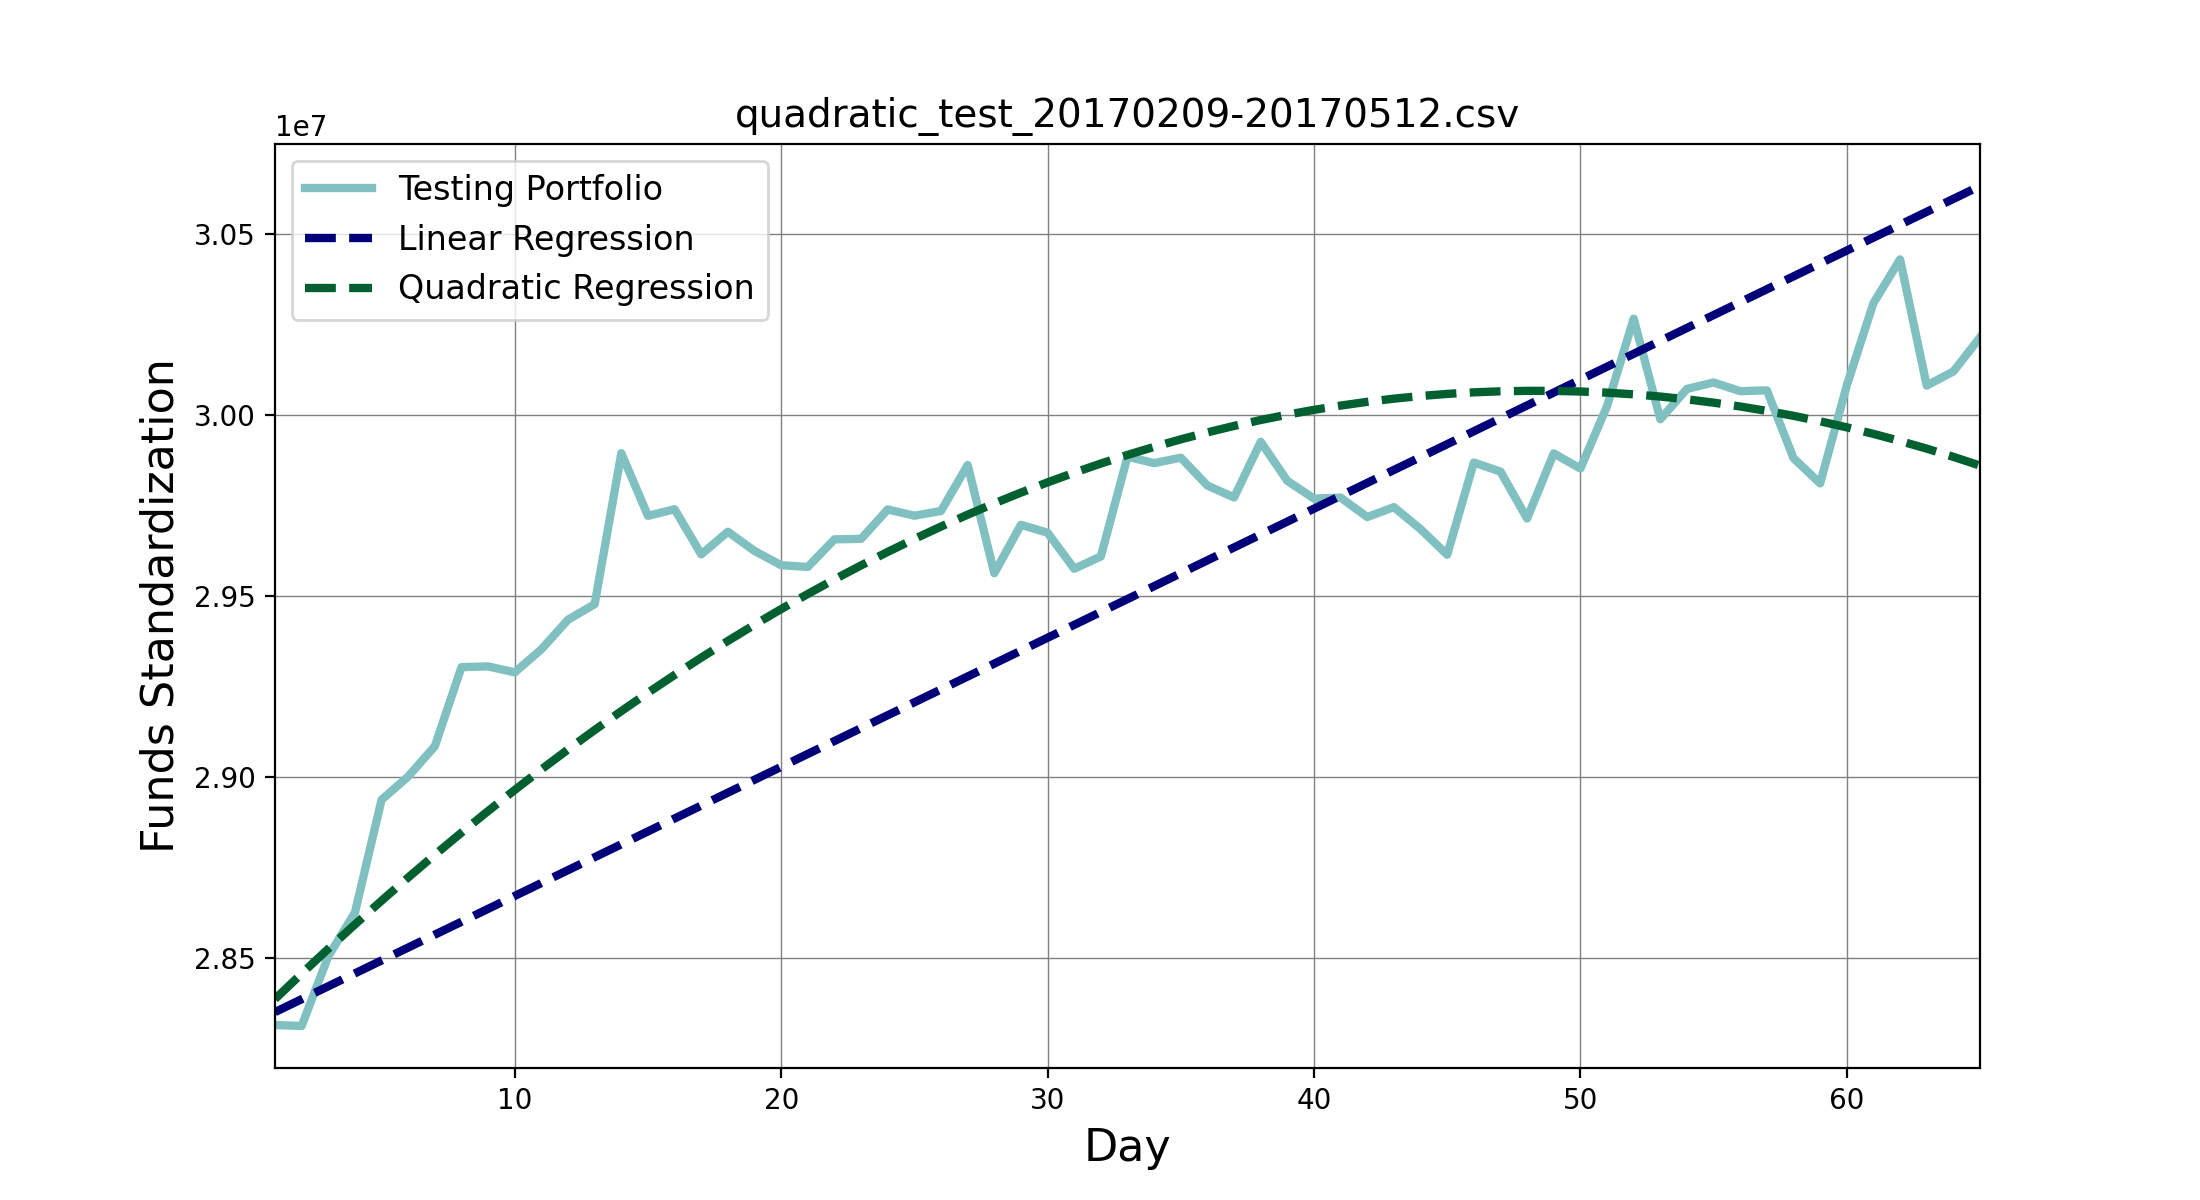 quadratic_test_20170209-20170512.csv
1e7
Testing Portfolio
Linear Regression
Quadratic Regression
3.05
3.00
2.95
2.90
2.85
Funds Standardization
10 20 30 40 50 60
Day